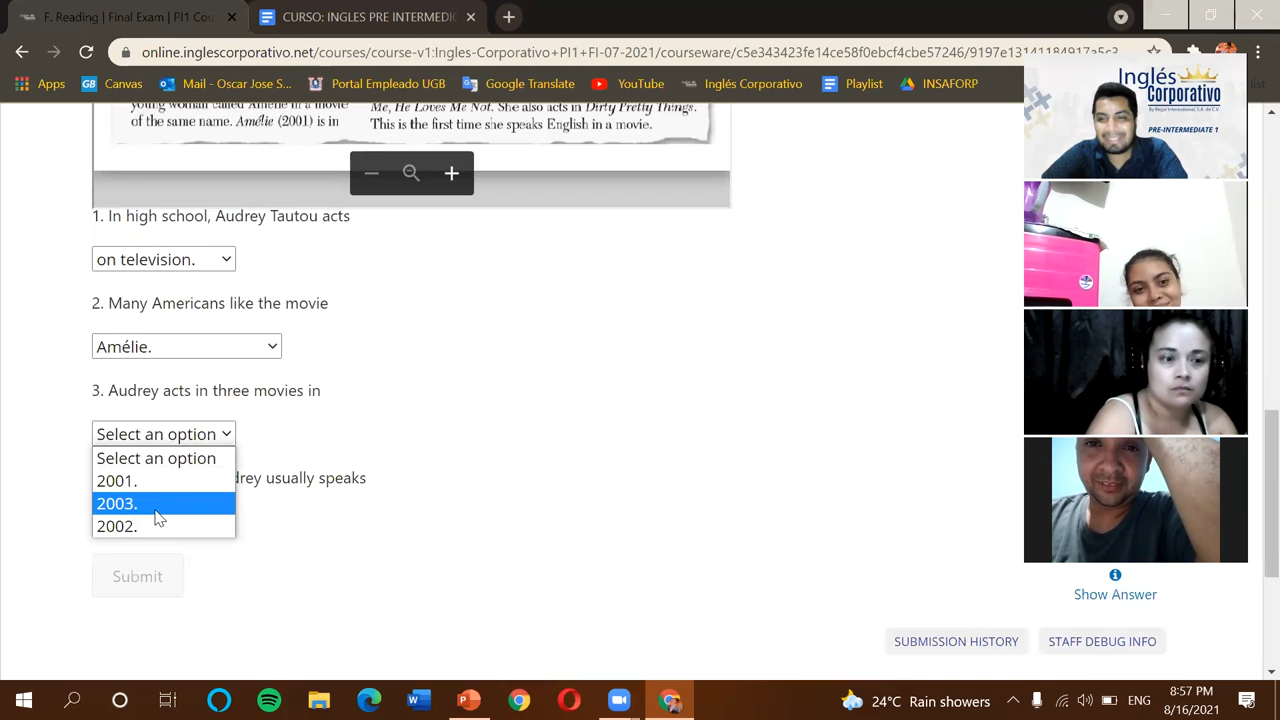 F. Reading | Reading | PI1 Co
CURSO: INGLES PRE INTERMEDIO
online.inglescorporativo.net/courses/course-v1:Ingles-Corporativo+PI1+FI-07-2021/courseware/c5e343423fe14ce58f0ebcf4cbe57246/
Apps
Canvas
Mail - Oscar Jose S...
Portal Empleado UGB
Google Translate
YouTube
Inglés Corporativo
Playlist
INSAFORP
list
Inglés
Corporativo
By Regal International, S.A. de C.V.
PRE-INTERMEDIATE 1
young woman called Amélie in a movie
of the same name. Amélie (2001) is in
Me, He Loves Me Not. She also acts in Dirty Pretty Things.
This is the first time she speaks English in a movie.
1. In high school, Audrey Tautou acts
on television.
2. Many Americans like the movie
Amélie.
3. Audrey acts in three movies in
Select an option
Select an option
2001.
2003.
2002.
drey usually speaks
Submit
Show Answer
SUBMISSION HISTORY
STAFF DEBUG INFO
24°C Rain showers
ENG
8:57 PM
8/16/2021